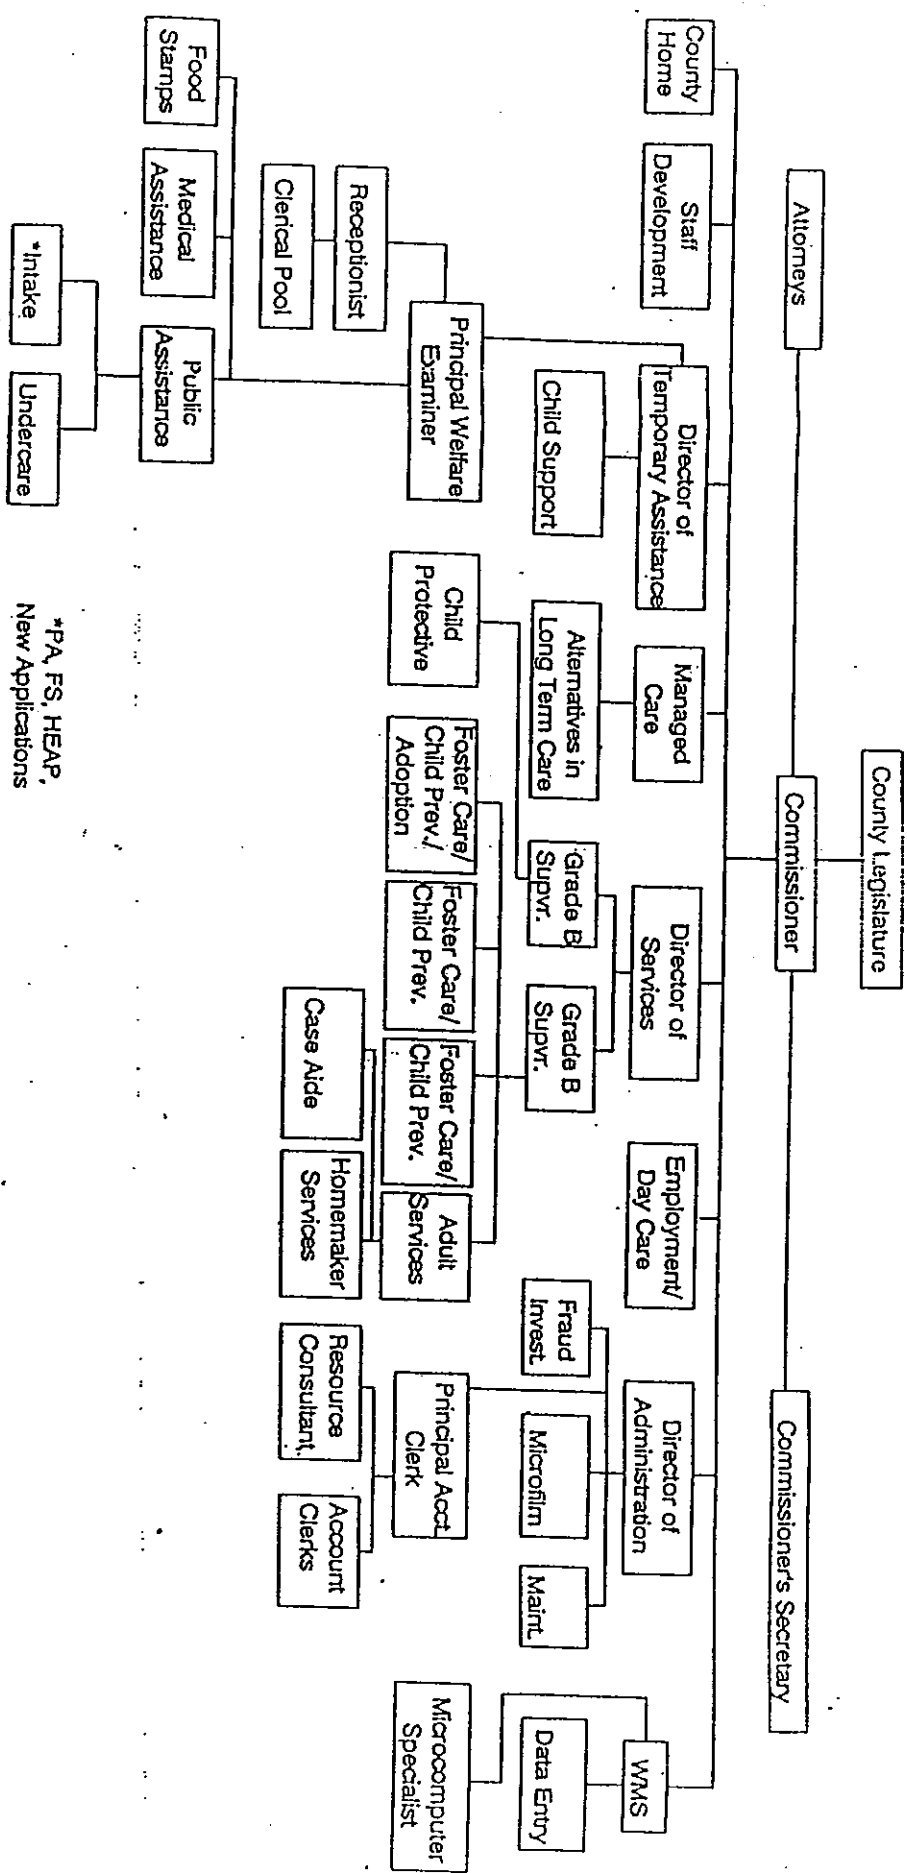 County Legislature
Attorneys
Commissioner
Commissioner's Secretary
County
Home
Staff
Development
Director of
Temporary Assistance
Managed
Care
Director of
Services
Employment/
Day Care
Director of
Administration
WMS
Child Support
Alternatives in
Long Term Care
Grade B
Supvr.
Grade B
Supvr.
Fraud
Invest.
Microfilm
Maint.
Data Entry
Receptionist
Clerical Pool
Principal Welfare
Examiner
Child
Protective
Foster Care/
Child Prev./
Adoption
Foster Care/
Child Prev.
Foster Care/
Child Prev.
Adult
Services
Principal Acct.
Clerk
Microcomputer
Specialist
Case Aide
Homemaker
Services
Resource
Consultant
Account
Clerks
Food
Stamps
Medical
Assistance
Public
Assistance
*Intake
Undercare
*PA, FS, HEAP,
New Applications